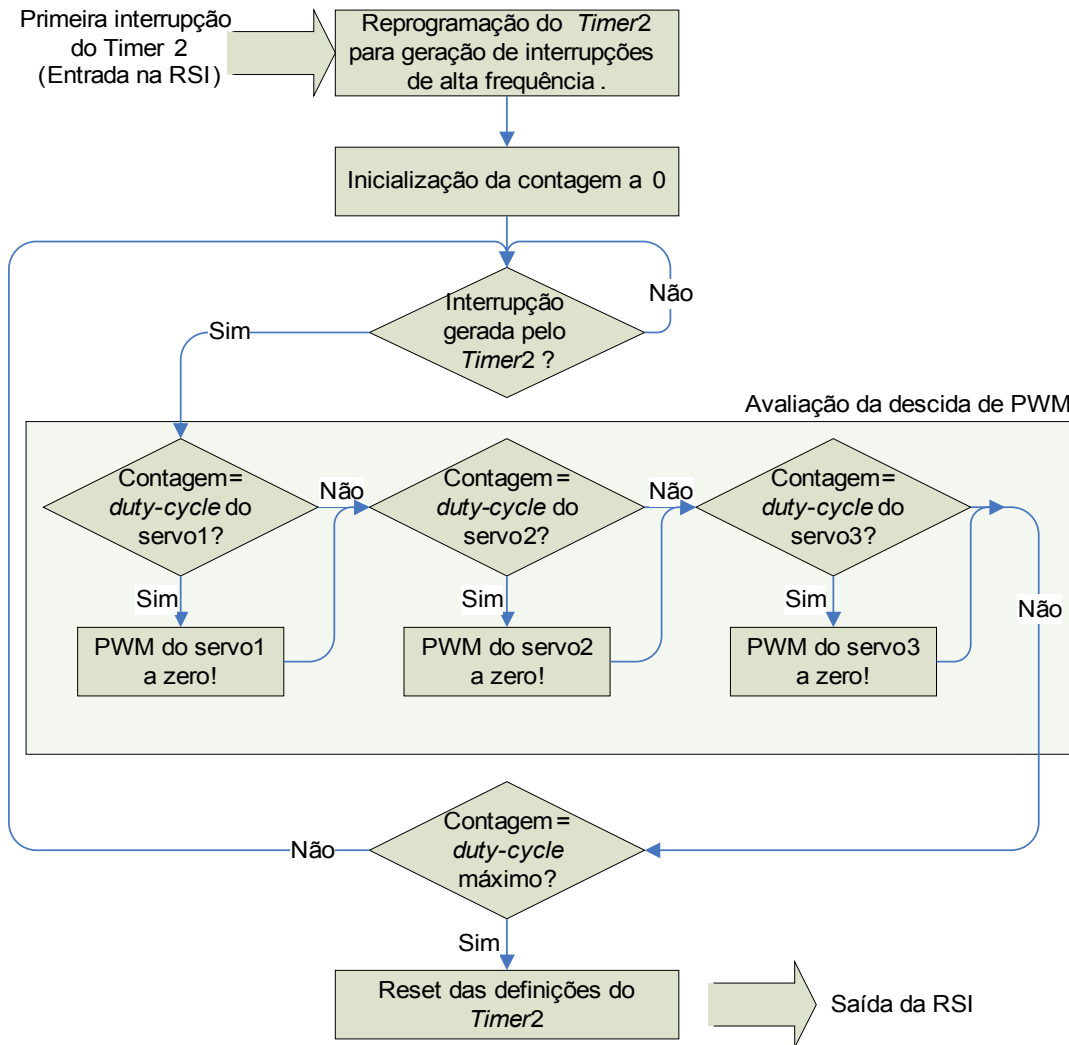 Primeira interrupção
do Timer 2
(Entrada na RSI)
Reprogramação do Timer2
para geração de interrupções
de alta frequência .
Inicialização da contagem a 0
Interrupção
gerada pelo
Timer2 ?
Não
Sim
Avaliação da descida de PWM
Contagem=
duty-cycle do
servo1?
Não
Contagem=
duty-cycle do
servo2?
Não
Contagem=
duty-cycle do
servo3?
Não
Sim
Sim
Sim
PWM do servo1
a zero!
PWM do servo2
a zero!
PWM do servo3
a zero!
Contagem=
duty-cycle
máximo?
Não
Sim
Reset das definições do
Timer2
Saída da RSI